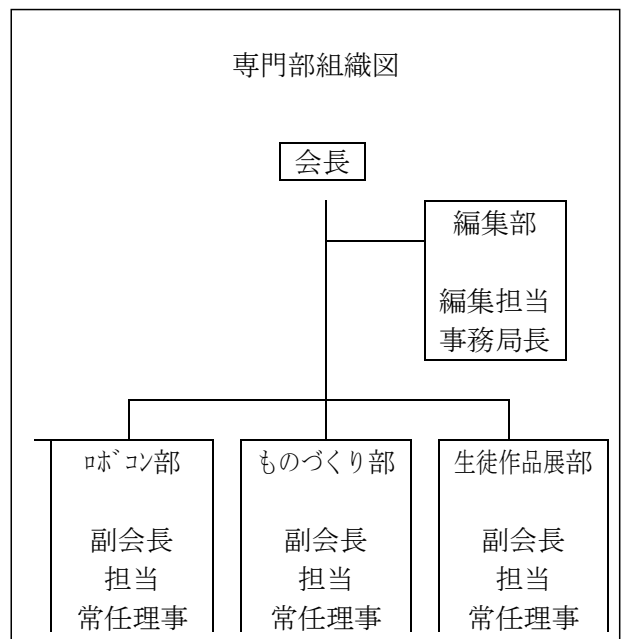 専門部組織図
会長
編集部
編集担当
事務局長
ﾛﾎﾞｺﾝ部
副会長
担当
常任理事
ものづくり部
副会長
担当
常任理事
生徒作品展部
副会長
担当
常任理事